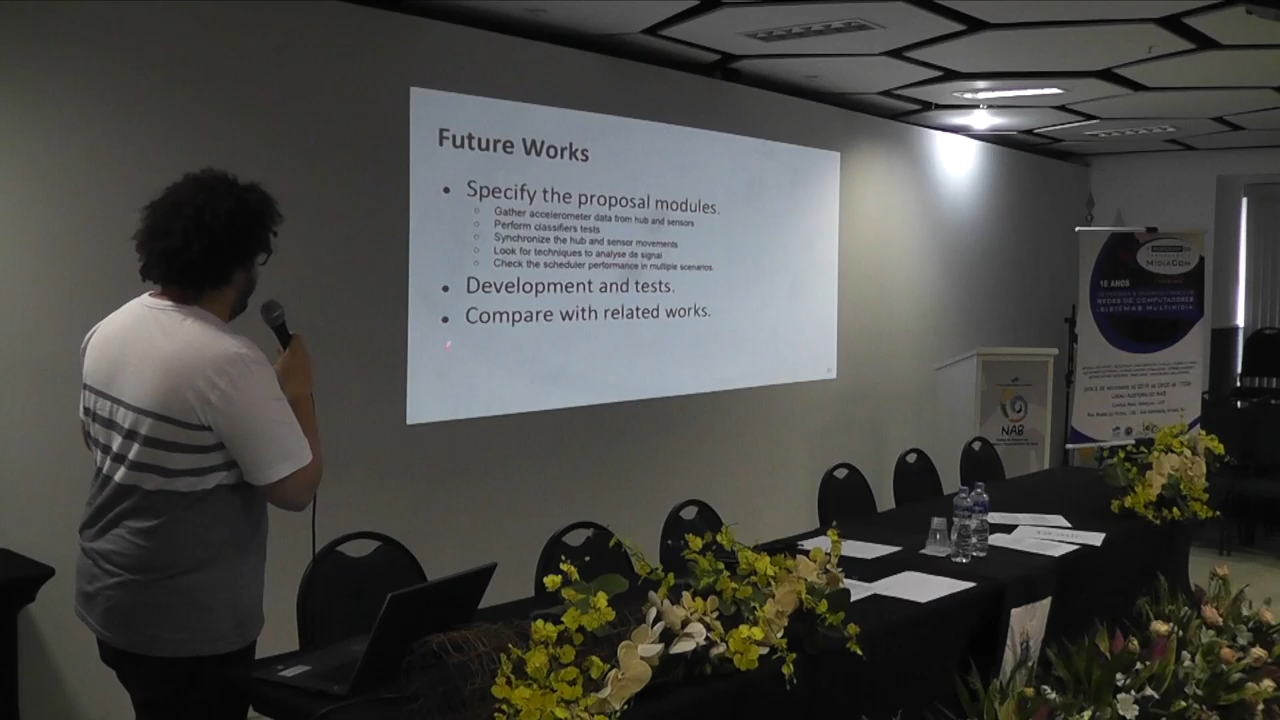 Future Works
Specify the proposal modules.
Gather accelerometer data from hub and sensors
Perform classifiers tests
Synchronize the hub and sensor movements
Look for techniques to analyse da signal
Check the scheduler performance in multiple scenarios.
Development and tests.
Compare with related works.
MÍDIACOM
15 ANOS
REDES DE COMPUTADORES
E SISTEMAS MULTIMÍDIA
NAB